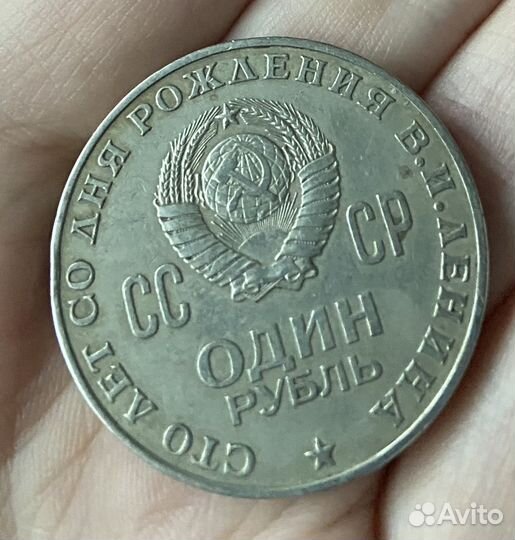 СТО ЛЕТ СО ДНЯ РОЖДЕНИЯ В.И.ЛЕНИНА
СС СР
ОДИН
РУБЛЬ
Avito